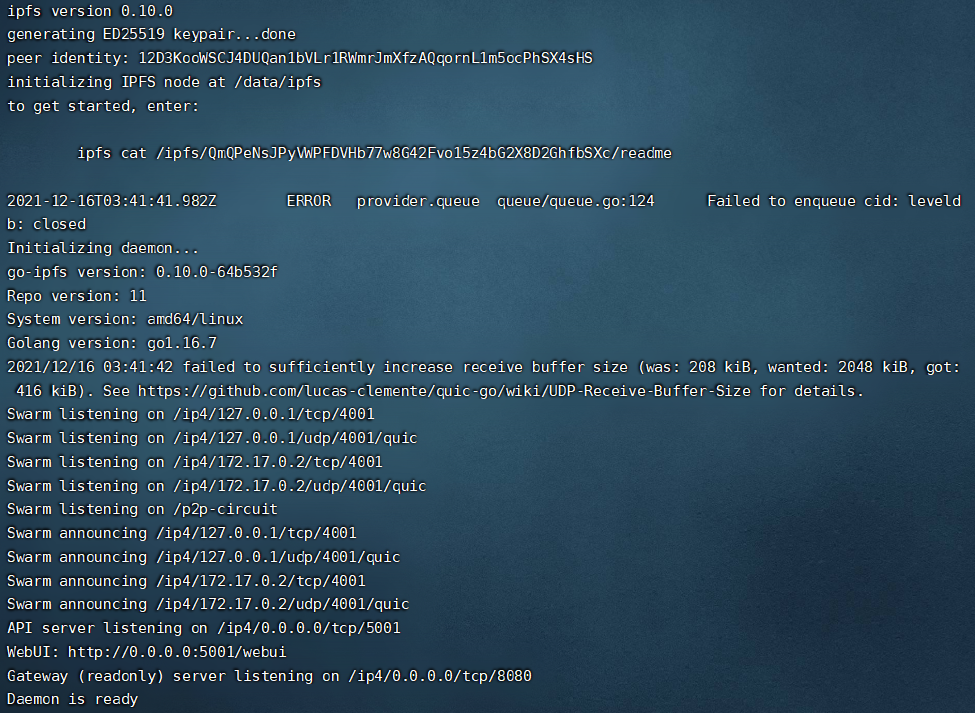 ipfs version 0.10.0
generating ED25519 keypair...done
peer identity: 12D3KooWSCJ4DUQan1bVLr1RWmrJmXfzAQqornL1m5ocPhSX4sHS
initializing IPFS node at /data/ipfs
to get started, enter:
ipfs cat /ipfs/QmQPeNsJPyVWPFDVHb77w8G42Fvo15z4bG2X8D2GhfbSXc/readme
2021-12-16T03:41:41.982Z ERROR provider.queue queue/queue.go:124 Failed to enqueue cid: leveld
b: closed
Initializing daemon...
go-ipfs version: 0.10.0-64b532f
Repo version: 11
System version: amd64/linux
Golang version: go1.16.7
2021/12/16 03:41:42 failed to sufficiently increase receive buffer size (was: 208 kiB, wanted: 2048 kiB, got:
416 kiB). See https://github.com/lucas-clemente/quic-go/wiki/UDP-Receive-Buffer-Size for details.
Swarm listening on /ip4/127.0.0.1/tcp/4001
Swarm listening on /ip4/127.0.0.1/udp/4001/quic
Swarm listening on /ip4/172.17.0.2/tcp/4001
Swarm listening on /ip4/172.17.0.2/udp/4001/quic
Swarm listening on /p2p-circuit
Swarm announcing /ip4/127.0.0.1/tcp/4001
Swarm announcing /ip4/127.0.0.1/udp/4001/quic
Swarm announcing /ip4/172.17.0.2/tcp/4001
Swarm announcing /ip4/172.17.0.2/udp/4001/quic
API server listening on /ip4/0.0.0.0/tcp/5001
WebUI: http://0.0.0.0:5001/webui
Gateway (readonly) server listening on /ip4/0.0.0.0/tcp/8080
Daemon is ready